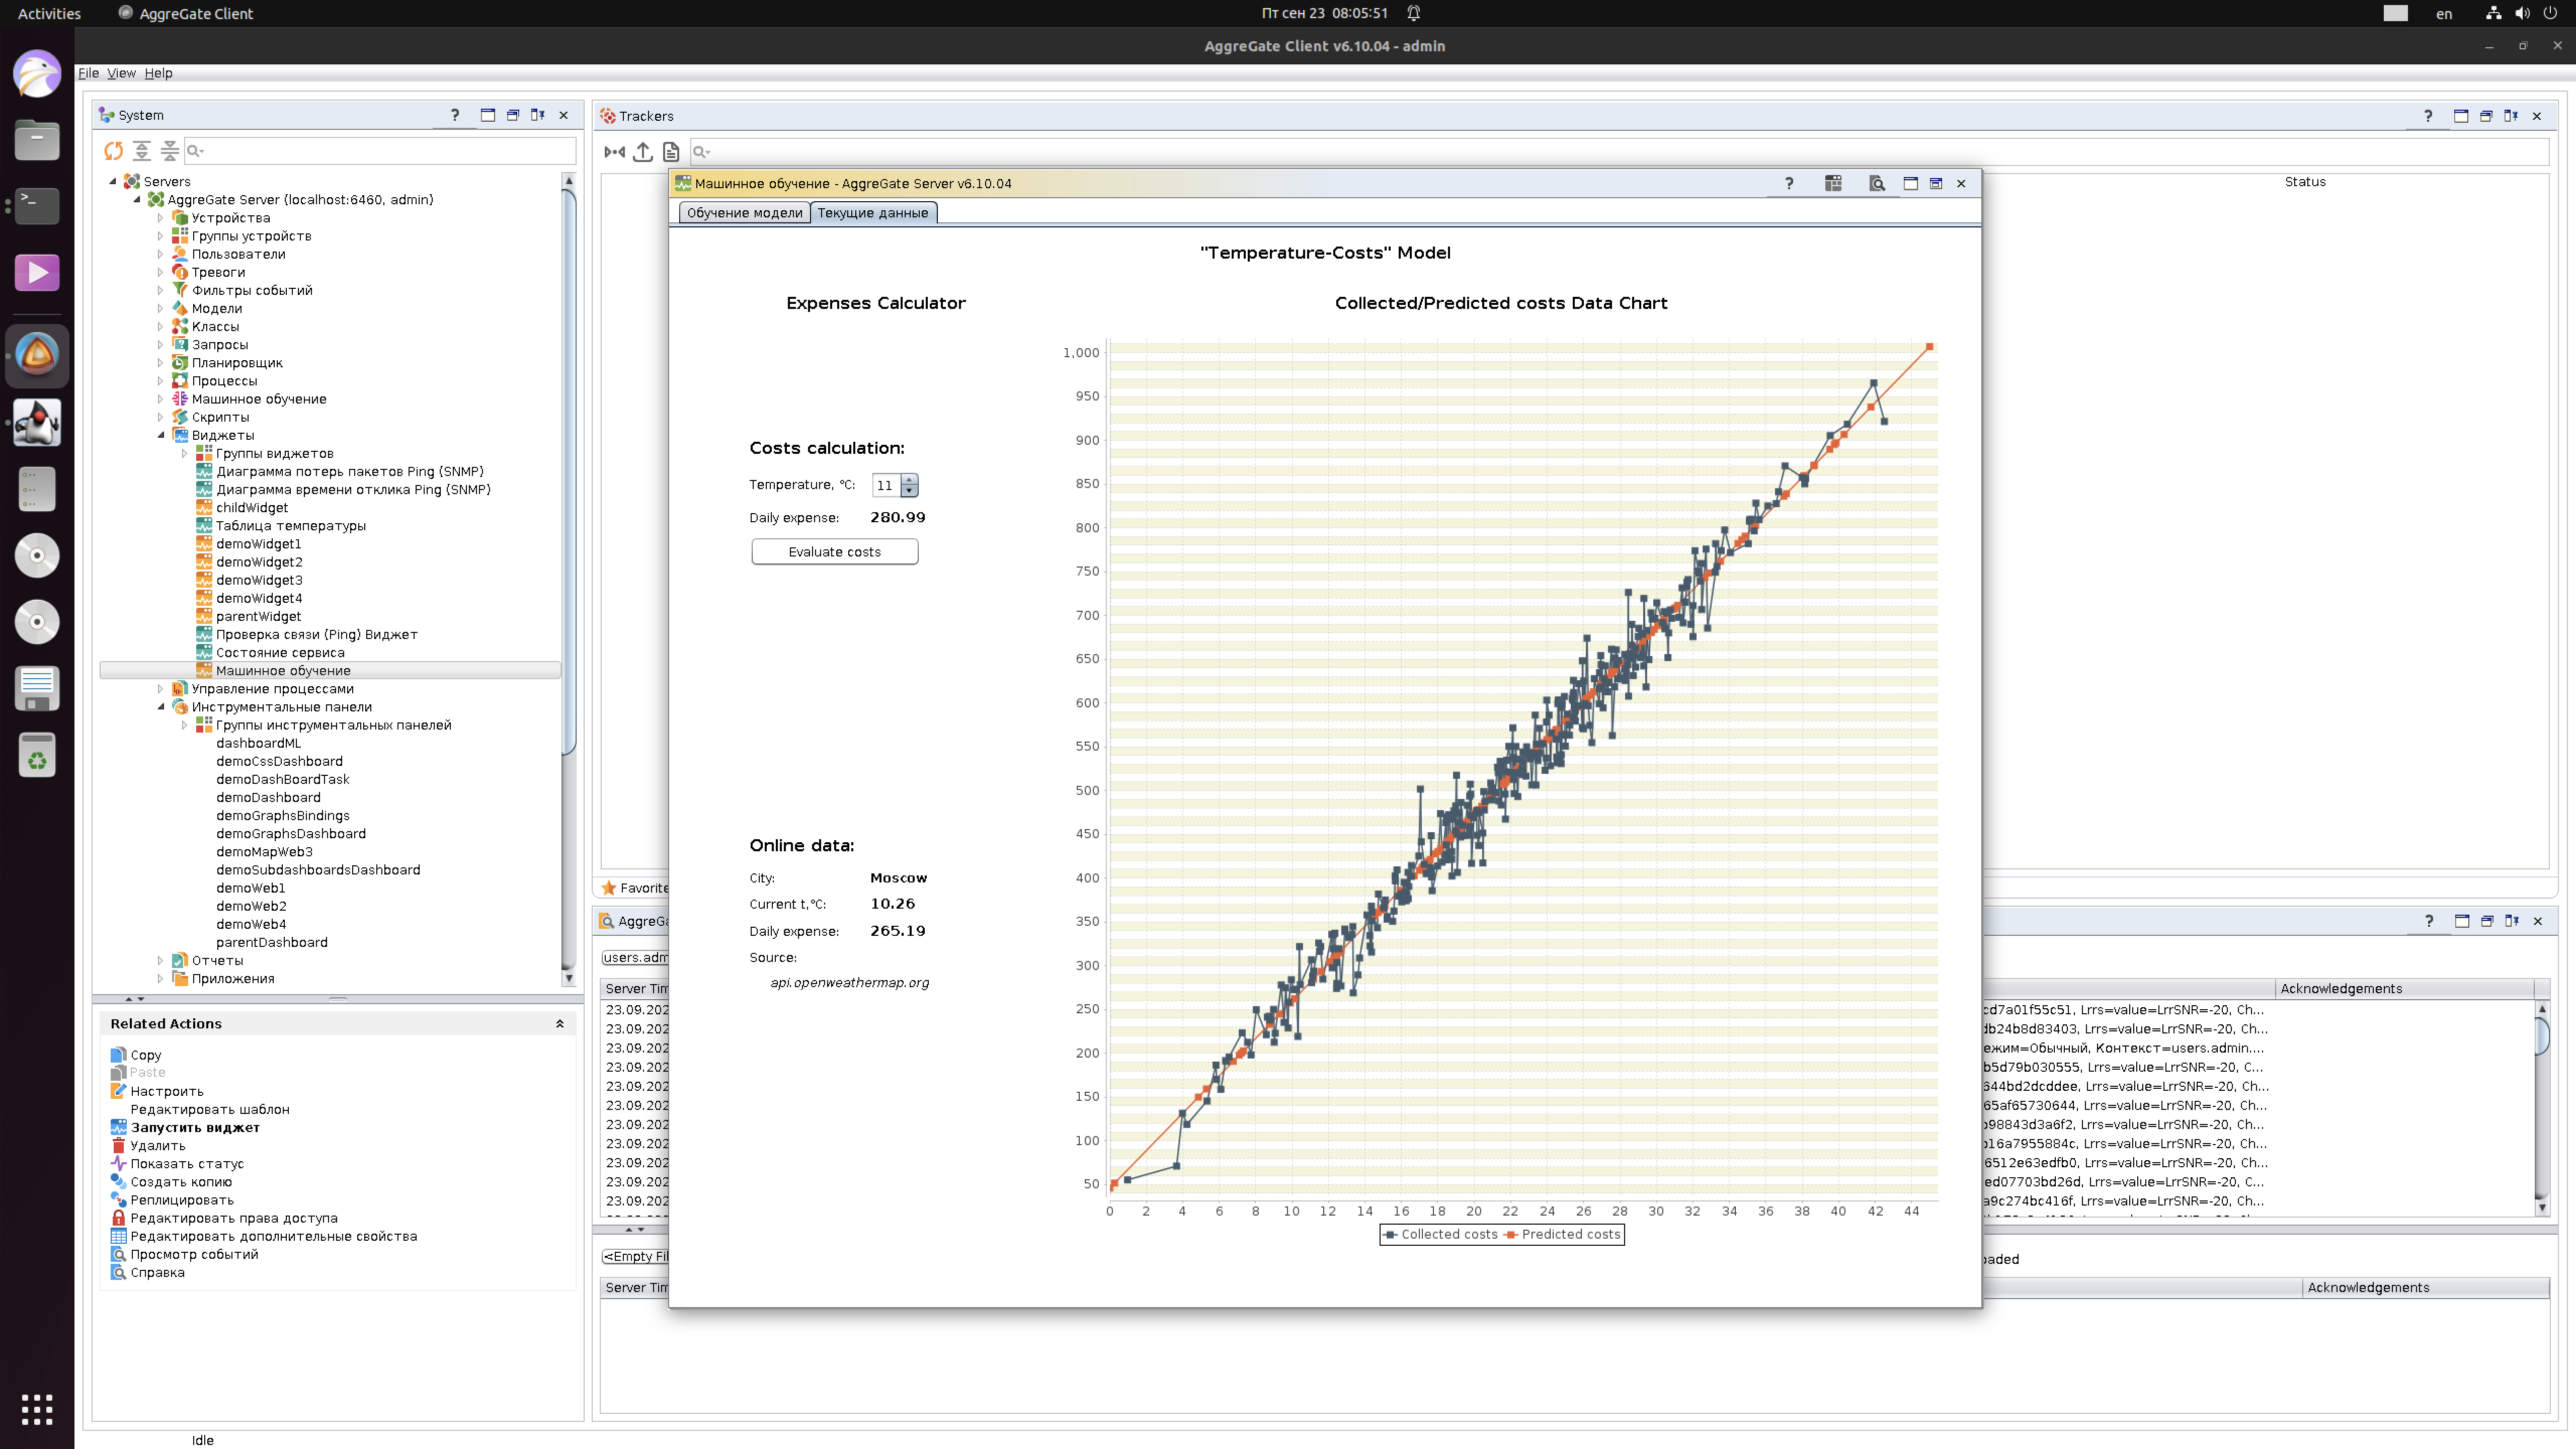 Activities
AggreGate Client
Пт сен 23 08:05:51
en
AggreGate Client v6.10.04 - admin
File View Help
System
Servers
AggreGate Server (localhost:6460, admin)
Устройства
Группы устройств
Пользователи
Тревоги
Фильтры событий
Модели
Классы
Запросы
Планировщик
Процессы
Машинное обучение
Скрипты
Виджеты
Группы виджетов
Диаграмма потерь пакетов Ping (SNMP)
Диаграмма времени отклика Ping (SNMP)
childWidget
Таблица температуры
demoWidget1
demoWidget2
demoWidget3
demoWidget4
parentWidget
Проверка связи (Ping) Виджет
Состояние сервиса
Машинное обучение
Управление процессами
Инструментальные панели
Группы инструментальных панелей
dashboardML
demoCssDashboard
demoDashBoardTask
demoDashboard
demoGraphsBindings
demoGraphsDashboard
demoMapWeb3
demoSubdashboardsDashboard
demoWeb1
demoWeb2
demoWeb4
parentDashboard
Отчеты
Приложения
Related Actions
Copy
Paste
Настроить
Редактировать шаблон
Запустить виджет
Удалить
Показать статус
Создать копию
Реплицировать
Редактировать права доступа
Редактировать дополнительные свойства
Просмотр событий
Справка
Idle
Trackers
Status
Машинное обучение - AggreGate Server v6.10.04
Обучение модели
Текущие данные
"Temperature-Costs" Model
Expenses Calculator
Costs calculation:
Temperature, °C: 11
Daily expense: 280.99
Evaluate costs
Online data:
City: Moscow
Current t,°C: 10.26
Daily expense: 265.19
Source:
api.openweathermap.org
Collected/Predicted costs Data Chart
1,000
950
900
850
800
750
700
650
600
550
500
450
400
350
300
250
200
150
100
50
0 2 4 6 8 10 12 14 16 18 20 22 24 26 28 30 32 34 36 38 40 42 44
Collected costs Predicted costs
Favorite
AggreGa
users.adm
Server Tim
23.09.202
23.09.202
23.09.202
23.09.202
23.09.202
23.09.202
23.09.202
23.09.202
23.09.202
23.09.202
23.09.202
<Empty Fil
Server Tim
Acknowledgements
cd7a01f55c51, Lrrs=value=LrrSNR=-20, Ch...
db24b8d83403, Lrrs=value=LrrSNR=-20, Ch...
ежим=Обычный, Контекст=users.admin....
b5d79b030555, Lrrs=value=LrrSNR=-20, C...
644bd2dcddee, Lrrs=value=LrrSNR=-20, Ch...
65af65730644, Lrrs=value=LrrSNR=-20, Ch...
b98843d3a6f2, Lrrs=value=LrrSNR=-20, Ch...
b16a7955884c, Lrrs=value=LrrSNR=-20, Ch...
6512e63edfb0, Lrrs=value=LrrSNR=-20, Ch...
ed07703bd26d, Lrrs=value=LrrSNR=-20, C...
a9c274bc416f, Lrrs=value=LrrSNR=-20, Ch...
aded
Acknowledgements